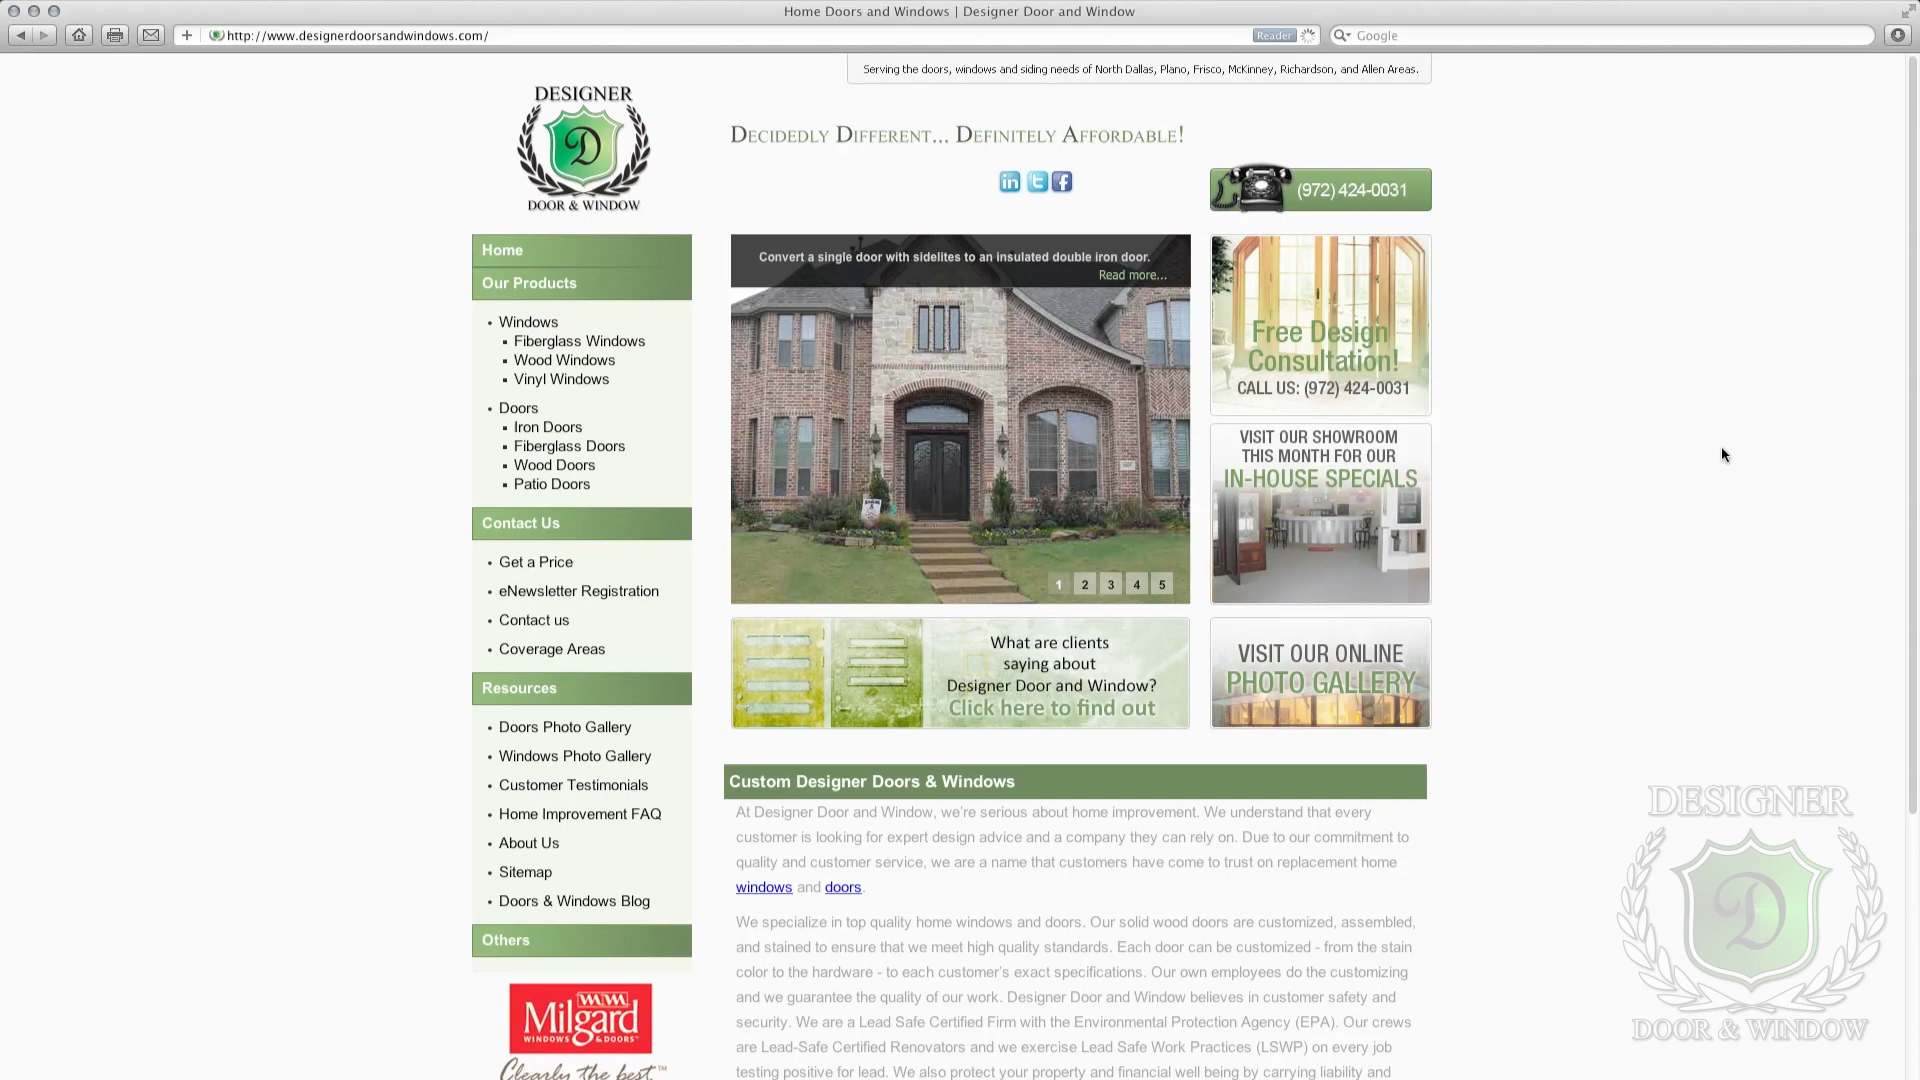 Home Doors and Windows | Designer Door and Window
http://www.designerdoorsandwindows.com/
Reader
Google
Serving the doors, windows and siding needs of North Dallas, Plano, Frisco, McKinney, Richardson, and Allen Areas.
DESIGNER
D
DOOR & WINDOW
Decidedly Different... Definitely Affordable!
(972) 424-0031
Home
Our Products
Windows
Fiberglass Windows
Wood Windows
Vinyl Windows
Doors
Iron Doors
Fiberglass Doors
Wood Doors
Patio Doors
Contact Us
Get a Price
eNewsletter Registration
Contact us
Coverage Areas
Resources
Doors Photo Gallery
Windows Photo Gallery
Customer Testimonials
Home Improvement FAQ
About Us
Sitemap
Doors & Windows Blog
Others
Milgard
WINDOWS & DOORS
Clearly the best.™
Convert a single door with sidelites to an insulated double iron door.
Read more...
1 2 3 4 5
Free Design
Consultation!
CALL US: (972) 424-0031
VISIT OUR SHOWROOM
THIS MONTH FOR OUR
IN-HOUSE SPECIALS
What are clients
saying about
Designer Door and Window?
Click here to find out
VISIT OUR ONLINE
PHOTO GALLERY
Custom Designer Doors & Windows
At Designer Door and Window, we're serious about home improvement. We understand that every
customer is looking for expert design advice and a company they can rely on. Due to our commitment to
quality and customer service, we are a name that customers have come to trust on replacement home
windows and doors.
We specialize in top quality home windows and doors. Our solid wood doors are customized, assembled,
and stained to ensure that we meet high quality standards. Each door can be customized - from the stain
color to the hardware - to each customer's exact specifications. Our own employees do the customizing
and we guarantee the quality of our work. Designer Door and Window believes in customer safety and
security. We are a Lead Safe Certified Firm with the Environmental Protection Agency (EPA). Our crews
are Lead-Safe Certified Renovators and we exercise Lead Safe Work Practices (LSWP) on every job
testing positive for lead. We also protect your property and financial well being by carrying liability and
DESIGNER
D
DOOR & WINDOW